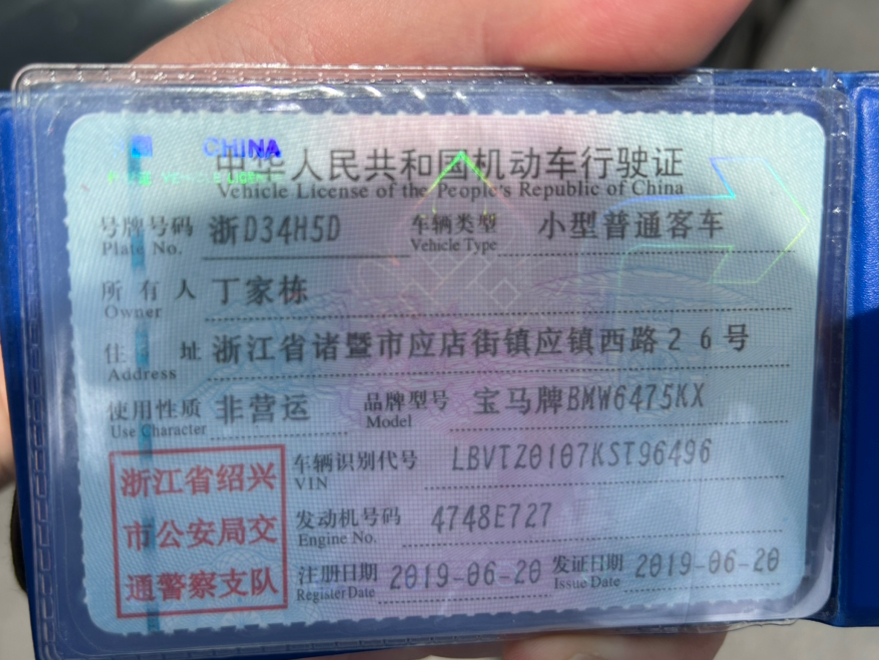 CHINA
中华人民共和国机动车行驶证
Vehicle License of the People's Republic of China
号牌号码 浙D34H5D 车辆类型 小型普通客车
Plate No. Vehicle Type
所有人 丁家栋
Owner
住址 浙江省诸暨市应店街镇应镇西路26号
Address
使用性质 非营运 品牌型号 宝马牌BMW6475KX
Use Character Model
浙江省绍兴
市公安局交
通警察支队
车辆识别代号 LBVTZ0107KST96496
VIN
发动机号码 4748E727
Engine No.
注册日期 2019-06-20 发证日期 2019-06-20
Register Date Issue Date